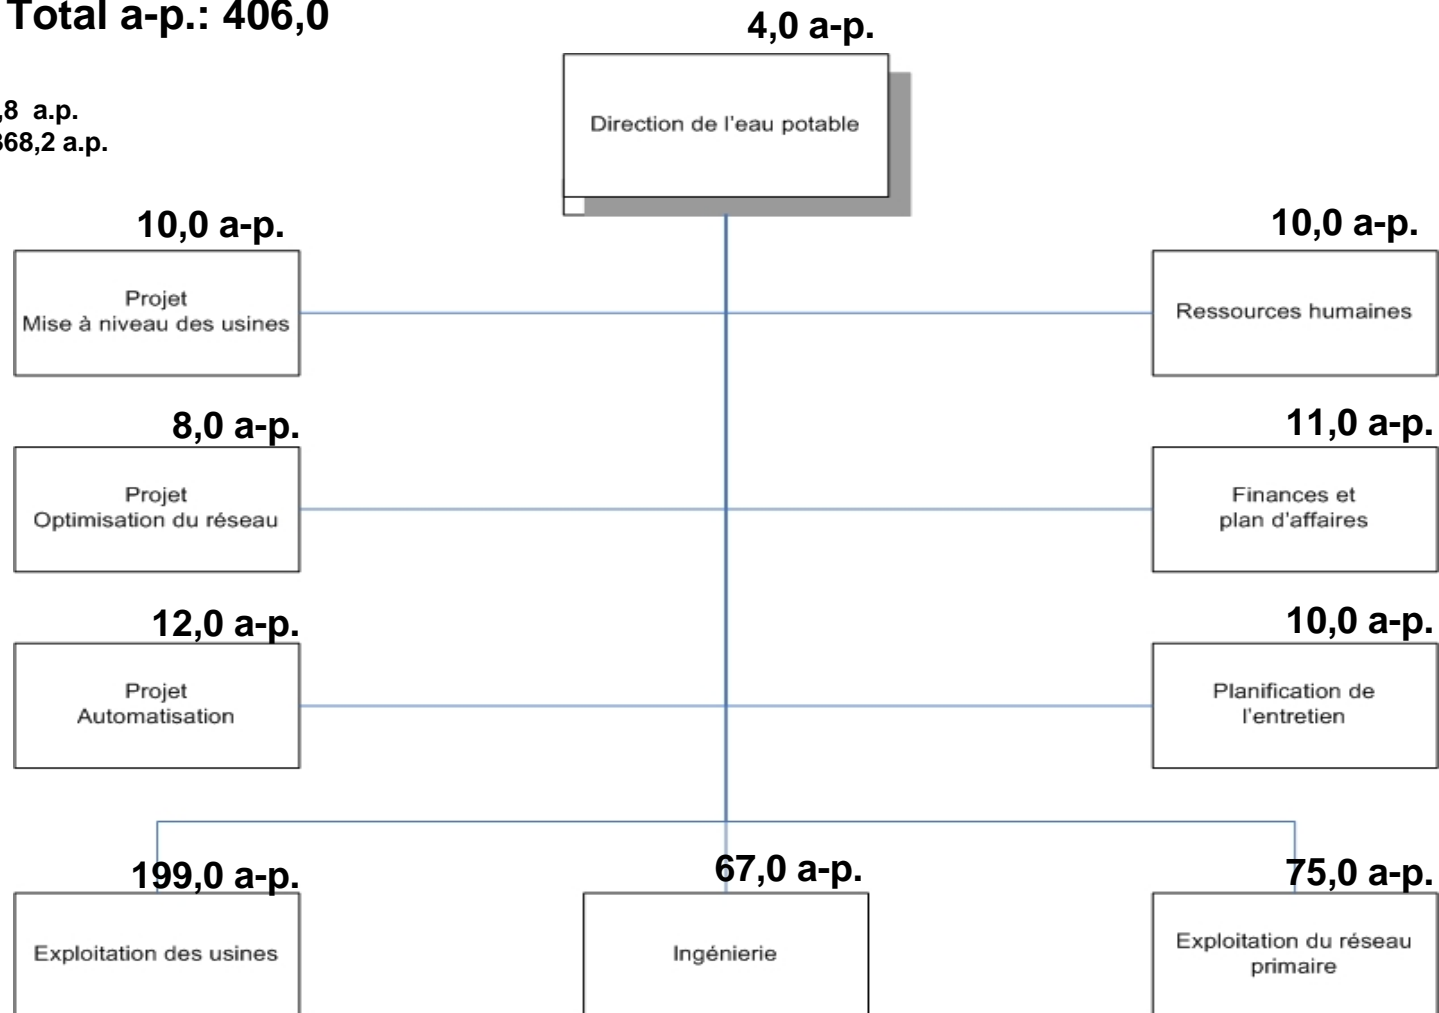 Total a-p.: 406,0
4,0 a-p.
,8 a.p.
368,2 a.p.
Direction de l'eau potable
10,0 a-p.
10,0 a-p.
Projet
Mise à niveau des usines
Ressources humaines
8,0 a-p.
11,0 a-p.
Projet
Optimisation du réseau
Finances et
plan d'affaires
12,0 a-p.
10,0 a-p.
Projet
Automatisation
Planification de
l'entretien
199,0 a-p.
67,0 a-p.
75,0 a-p.
Exploitation des usines
Ingénierie
Exploitation du réseau
primaire